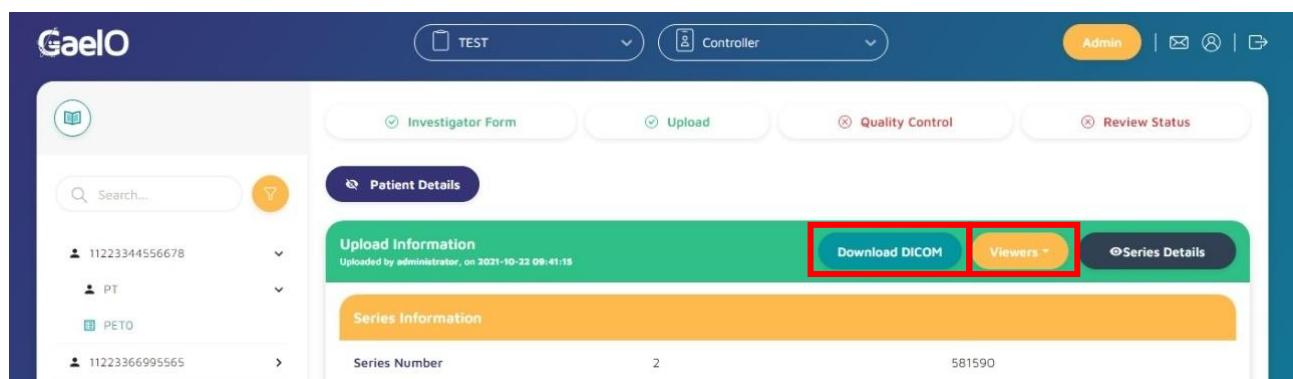 GaelO
TEST
Controller
Admin
Investigator Form
Upload
Quality Control
Review Status
Search...
Patient Details
11223344556678
PT
PET0
11223366995565
Upload Information
Uploaded by administrator, on 2021-10-22 09:41:15
Download DICOM
Viewers
Series Details
Series Information
Series Number 2 581590